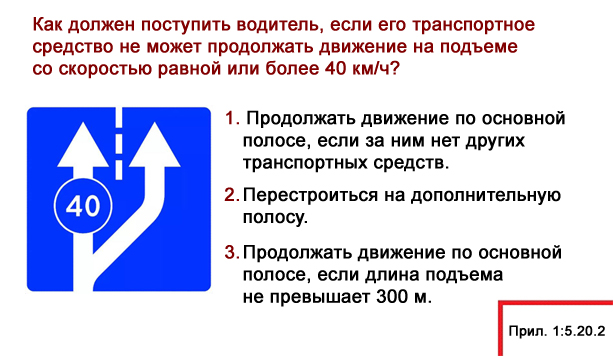 Как должен поступить водитель, если его транспортное
средство не может продолжать движение на подъеме
со скоростью равной или более 40 км/ч?
40
1. Продолжать движение по основной
полосе, если за ним нет других
транспортных средств.
2. Перестроиться на дополнительную
полосу.
3. Продолжать движение по основной
полосе, если длина подъема
не превышает 300 м.
Прил. 1:5.20.2